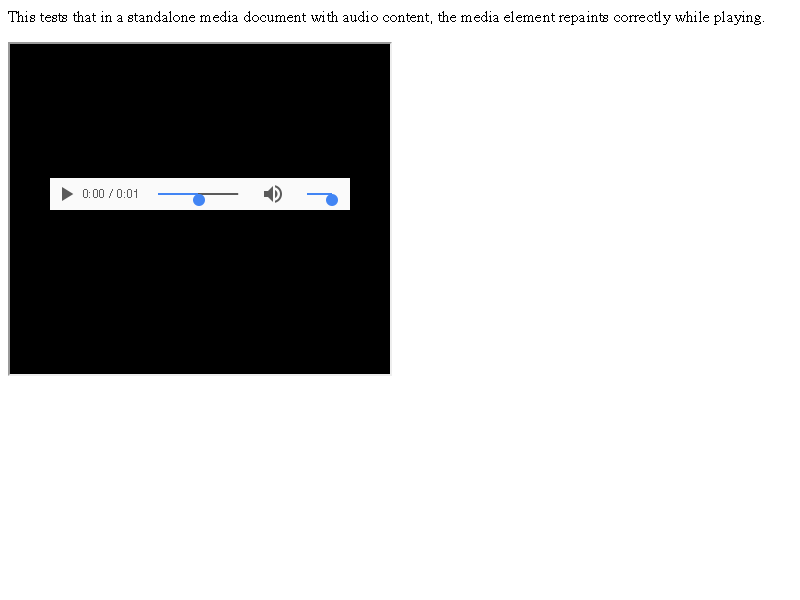 This tests that in a standalone media document with audio content, the media element repaints correctly while playing.
0:00 / 0:01